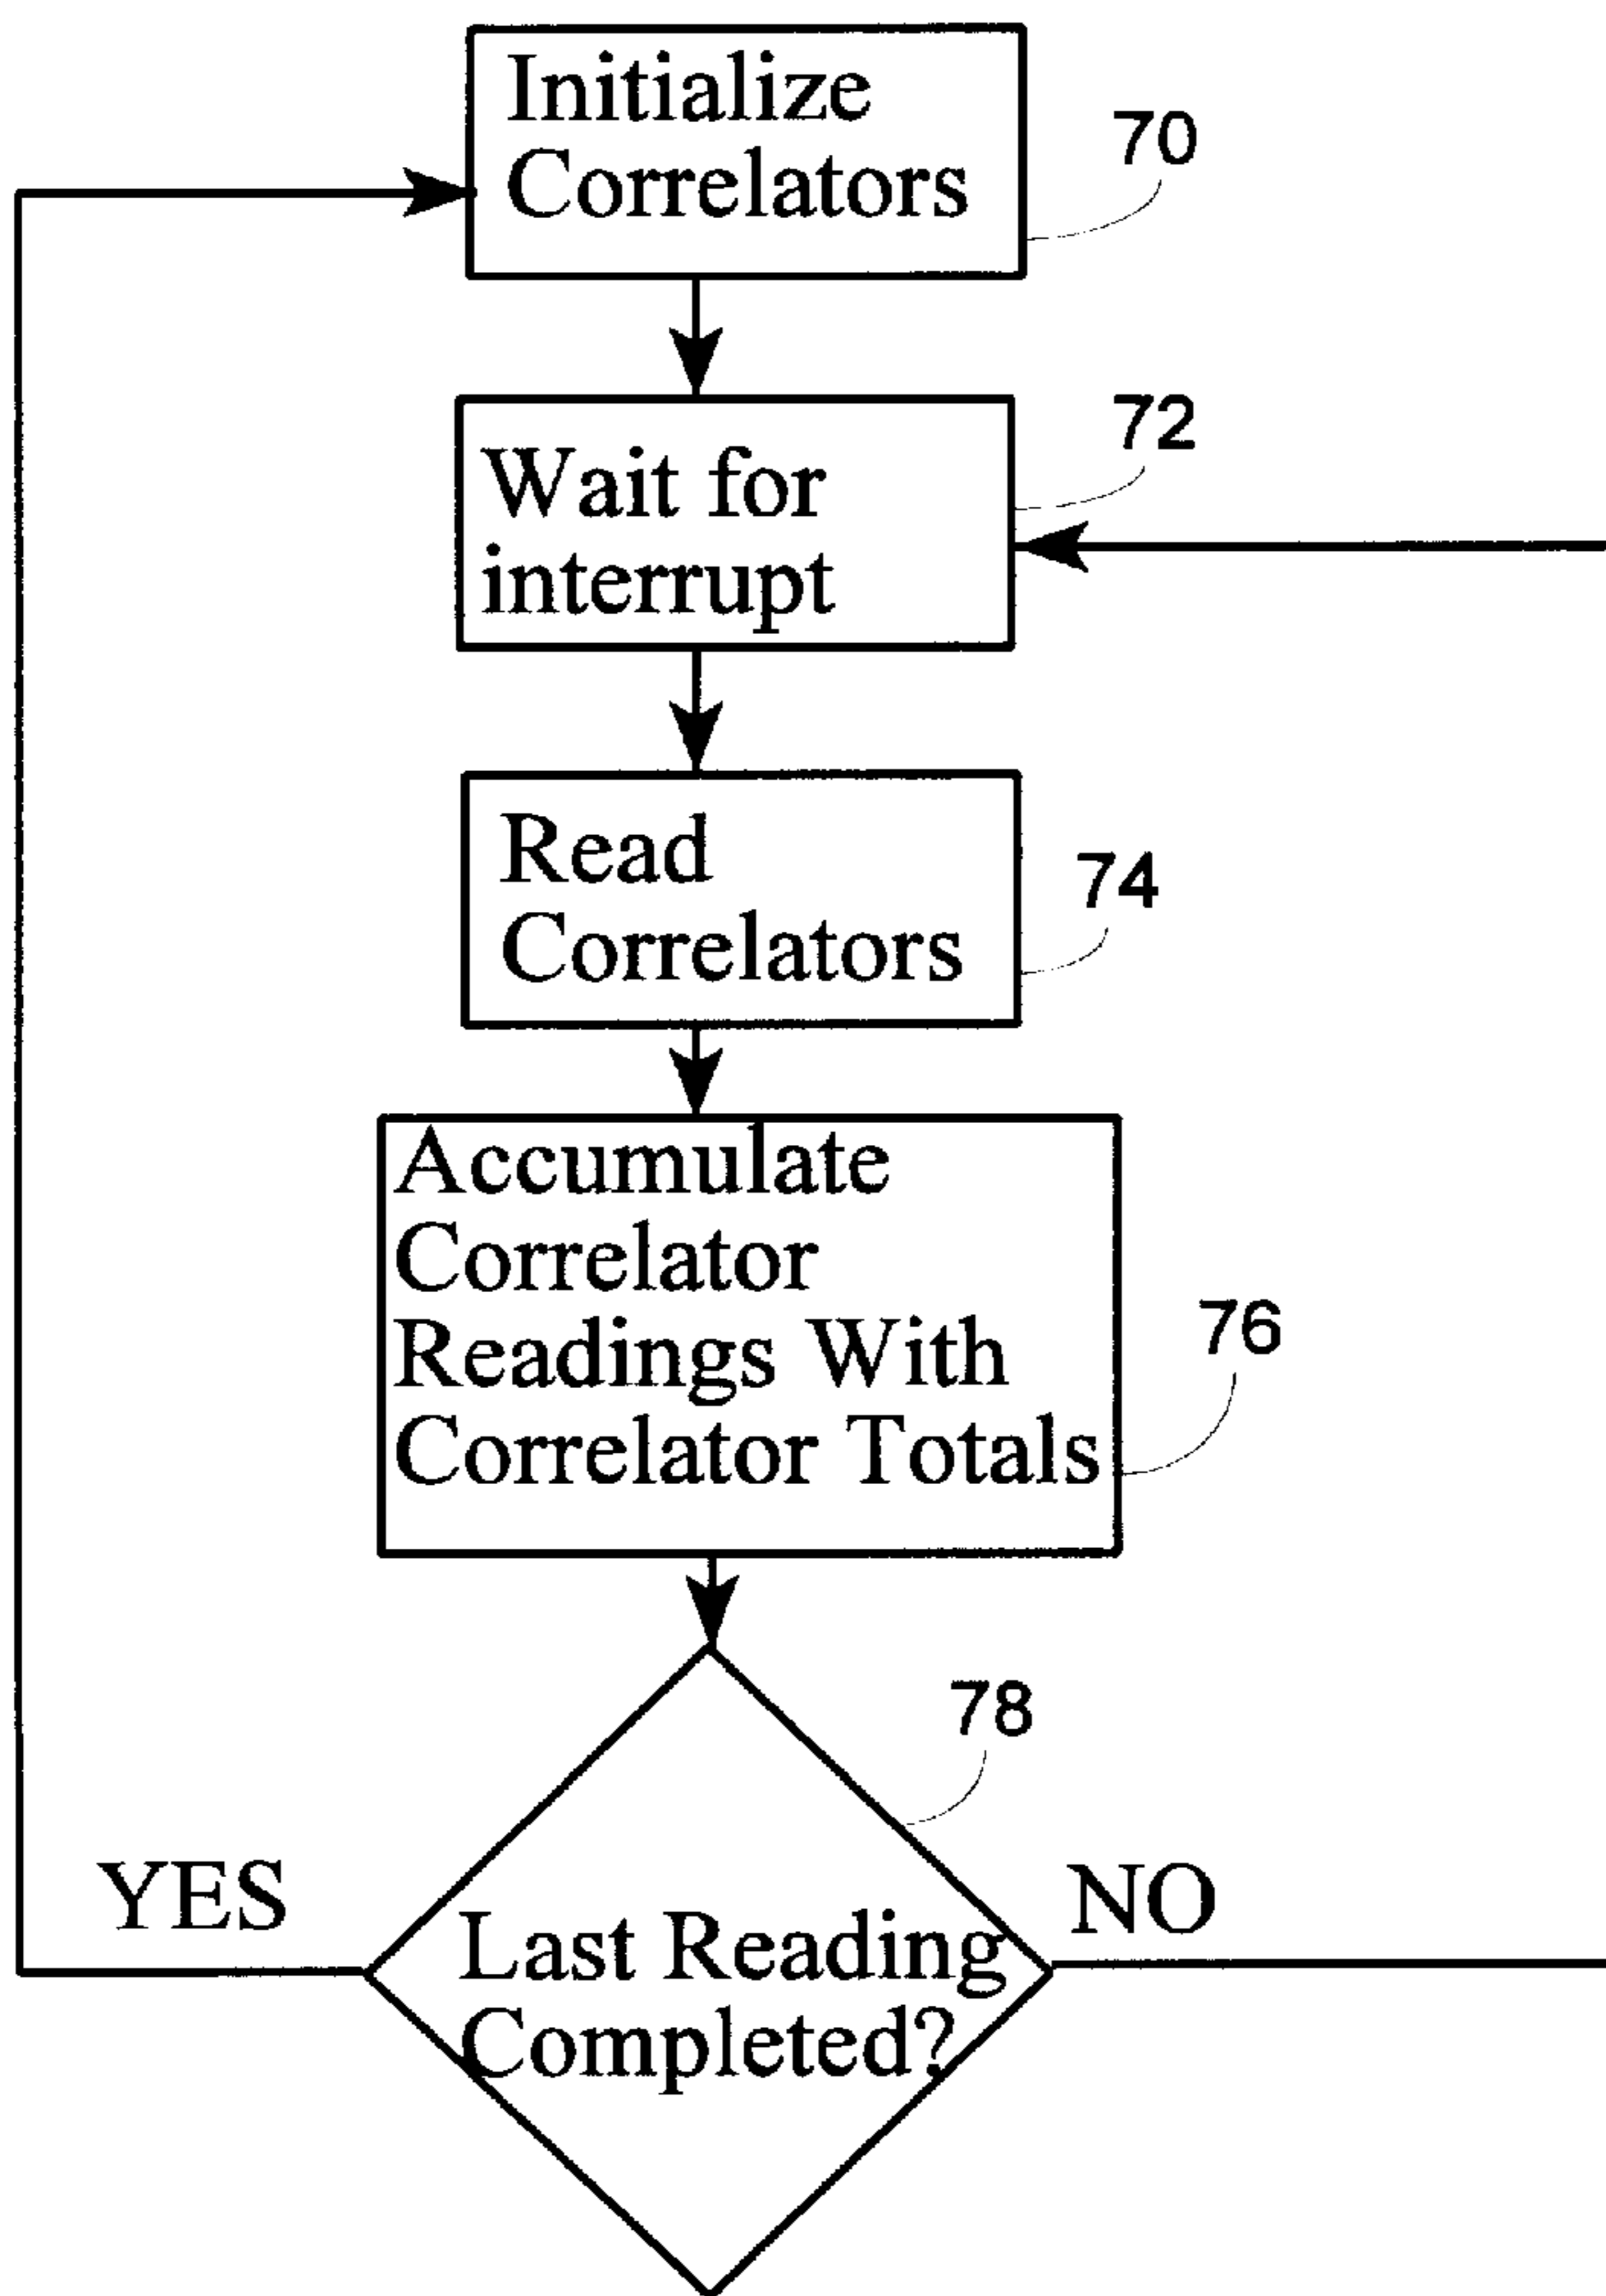 Initialize
Correlators
70
Wait for
interrupt
72
Read
Correlators
74
Accumulate
Correlator
Readings With
Correlator Totals
76
78
YES
NO
Last Reading
Completed?